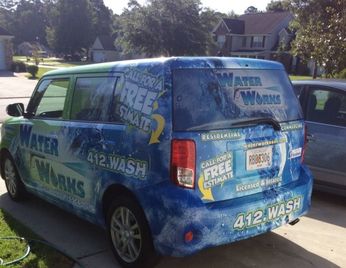 CALL FOR A
FREE
ESTIMATE
WATER
WORKS
412.WASH
WATER
WORKS
RESIDENTIAL
CALL FOR A
FREE
ESTIMATE
LICENSED & INSURED
412.WASH